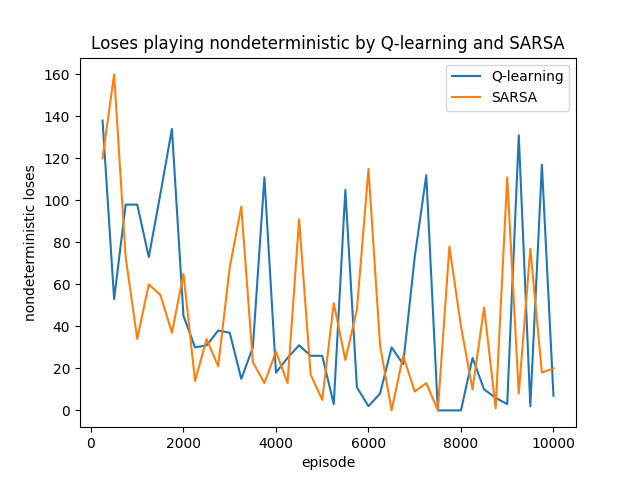 Loses playing nondeterministic by Q-learning and SARSA
Q-learning
SARSA
160
140
120
100
80
60
40
20
0
nondeterministic loses
0 2000 4000 6000 8000 10000
episode